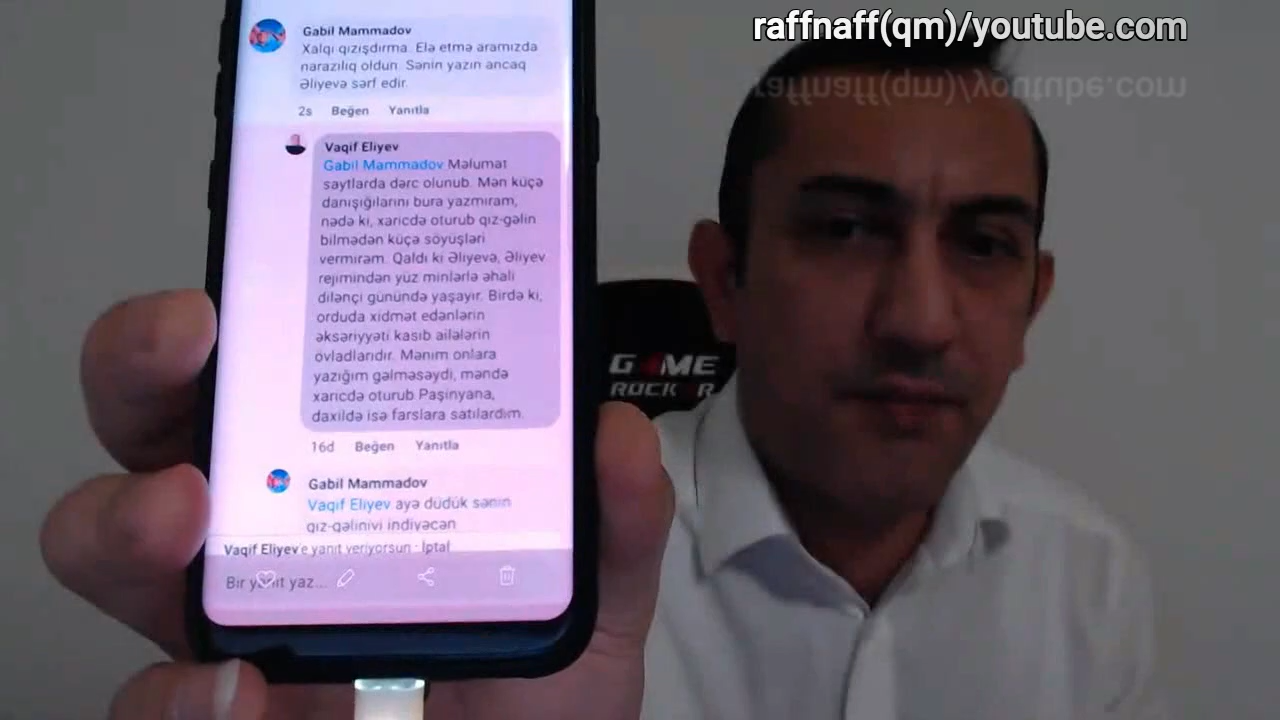 raffnaff(qm)/youtube.com
Gabil Mammadov
Xalqı qızışdırma. Elə etmə aramızda
narazılıq oldun. Sənin yazın ancaq
Əliyevə sərf edir.
2s Beğen Yanıtla
Vaqif Eliyev
Gabil Mammadov Məlumat
saytlarda dərc olunub. Mən küçə
danışığılarını bura yazmıram,
nədə ki, xaricdə oturub qız-gəlin
bilmədən küçə söyüşləri
vermirəm. Qaldı ki Əliyevə, Əliyev
rejimindən yüz minlərlə əhali
dilənçi günündə yaşayır. Birdə ki,
orduda xidmət edənlərin
əksəriyyəti kasıb ailələrin
övladlarıdır. Mənim onlara
yazığım gəlməsəydi, məndə
xaricdə oturub Paşinyana,
daxildə isə farslara satılardım.
16d Beğen Yanıtla
Gabil Mammadov
Vaqif Eliyev ayə düdük sənin
qız-gəlinivi indiyəcən
Vaqif Eliyev'e yanıt veriyorsun · İptal
Bir yanıt yaz...
GAME
ROCKER